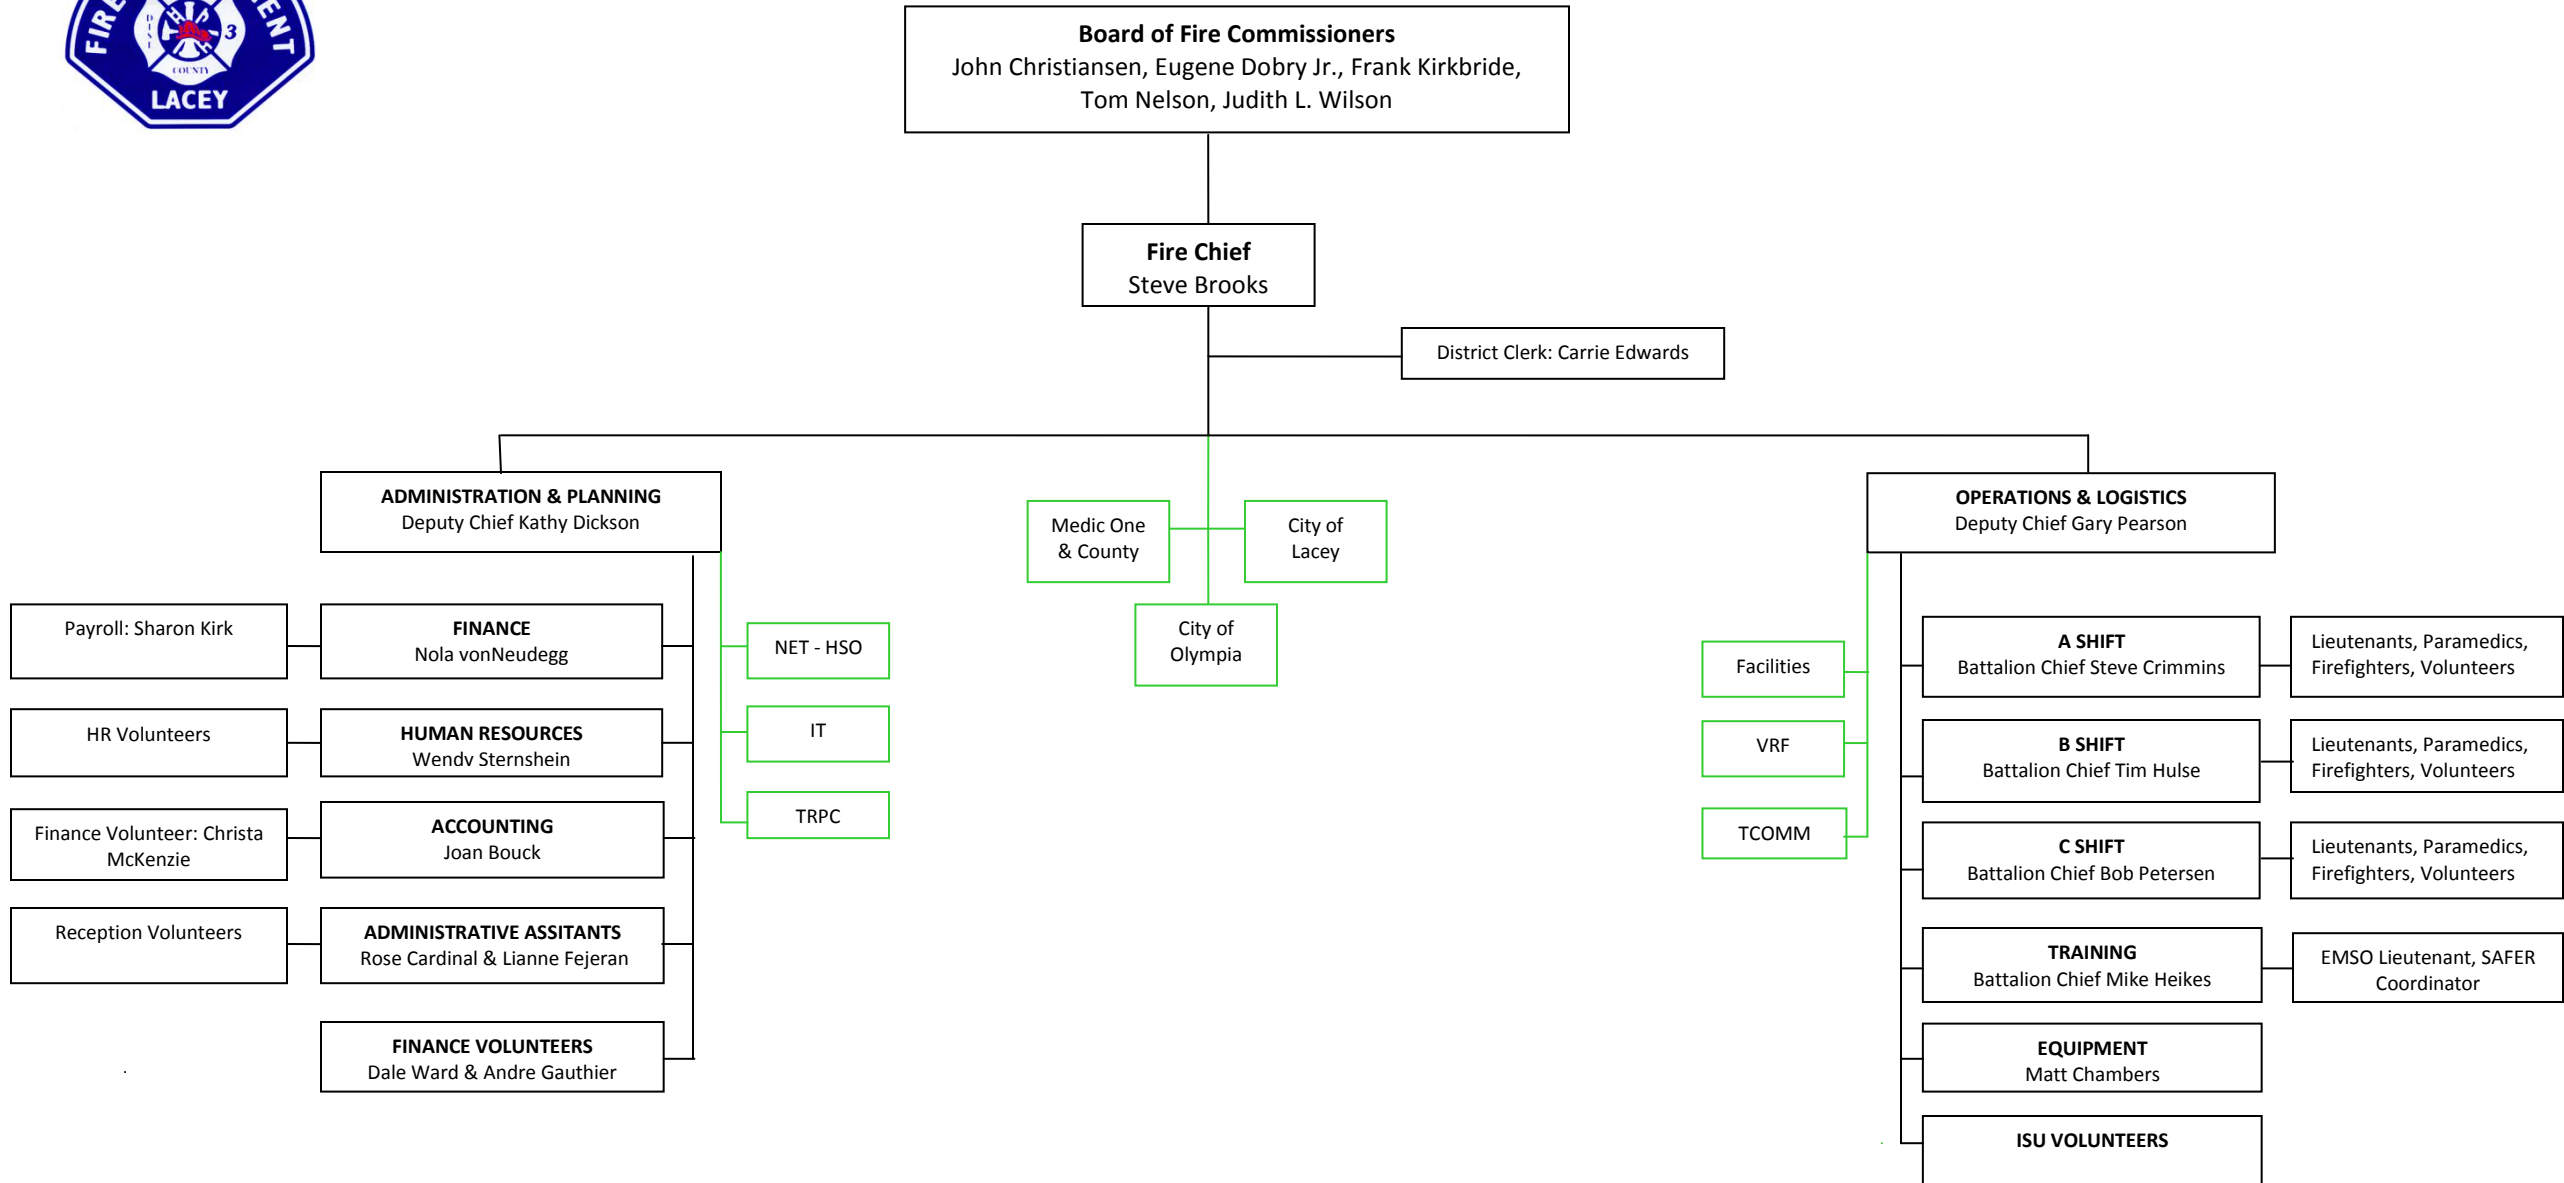 FIRE
LACEY
COUNTY
3
Board of Fire Commissioners
John Christiansen, Eugene Dobry Jr., Frank Kirkbride,
Tom Nelson, Judith L. Wilson
Fire Chief
Steve Brooks
District Clerk: Carrie Edwards
ADMINISTRATION & PLANNING
Deputy Chief Kathy Dickson
Payroll: Sharon Kirk
FINANCE
Nola vonNeudegg
HR Volunteers
HUMAN RESOURCES
Wendy Sternshein
Finance Volunteer: Christa
McKenzie
ACCOUNTING
Joan Bouck
Reception Volunteers
ADMINISTRATIVE ASSITANTS
Rose Cardinal & Lianne Fejeran
FINANCE VOLUNTEERS
Dale Ward & Andre Gauthier
NET - HSO
IT
TRPC
Medic One
& County
City of
Lacey
City of
Olympia
OPERATIONS & LOGISTICS
Deputy Chief Gary Pearson
Facilities
VRF
TCOMM
A SHIFT
Battalion Chief Steve Crimmins
Lieutenants, Paramedics,
Firefighters, Volunteers
B SHIFT
Battalion Chief Tim Hulse
Lieutenants, Paramedics,
Firefighters, Volunteers
C SHIFT
Battalion Chief Bob Petersen
Lieutenants, Paramedics,
Firefighters, Volunteers
TRAINING
Battalion Chief Mike Heikes
EMSO Lieutenant, SAFER
Coordinator
EQUIPMENT
Matt Chambers
ISU VOLUNTEERS